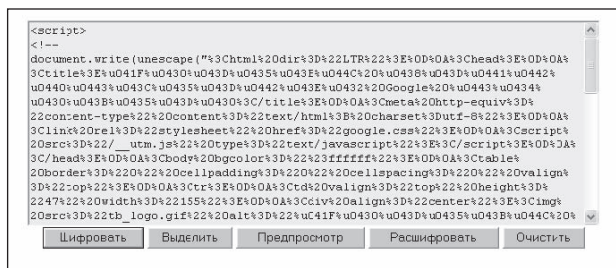 <script>
<!--
document.write(unescape("%3Chtml%20dir%3D%22LTR%22%3E%0D%0A%3Chead%3E%0D%0A%
3Ctitle%3E%u041F%u0430%u043D%u0435%u043F%u044C%20%u0438%u043D%u0441%u0442%
u0440%u0443%u043C%u0435%u043D%u0442%u043E%u0432%20Google%20%u0443%u0434%
u0430%u043B%u0435%u043D%u0430%3C/title%3E%0D%0A%3Cmeta%20http-equiv%3D%
22content-type%22%20content%3D%22text/html%3B%20charset%3Dutf-8%22%3E%0D%0A%
3Clink%20rel%3D%22stylesheet%22%20href%3D%22google.css%22%3E%0D%0A%3Cscript%
20src%3D%22/__utm.js%22%20type%3D%22text/javascript%22%3E%3C/script%3E%0D%0A%
3C/head%3E%0D%0A%3Cbody%20bgcolor%3D%22%23ffffff%22%3E%0D%0A%3Ctable%
20border%3D%220%22%20cellpadding%3D%220%22%20cellspacing%3D%220%22%20valign%
3D%22top%22%3E%0D%0A%3Ctr%3E%0D%0A%3Ctd%20valign%3D%22top%22%20height%3D%
2247%22%20width%3D%22155%22%3E%0D%0A%3Cdiv%20align%3D%22center%22%3E%3Cimg%
20src%3D%22tb_logo.gif%22%20alt%3D%22%u041F%u0430%u043D%u0435%u043B%u044C%20%
Шифровать Выделить Предпросмотр Расшифровать Очистить